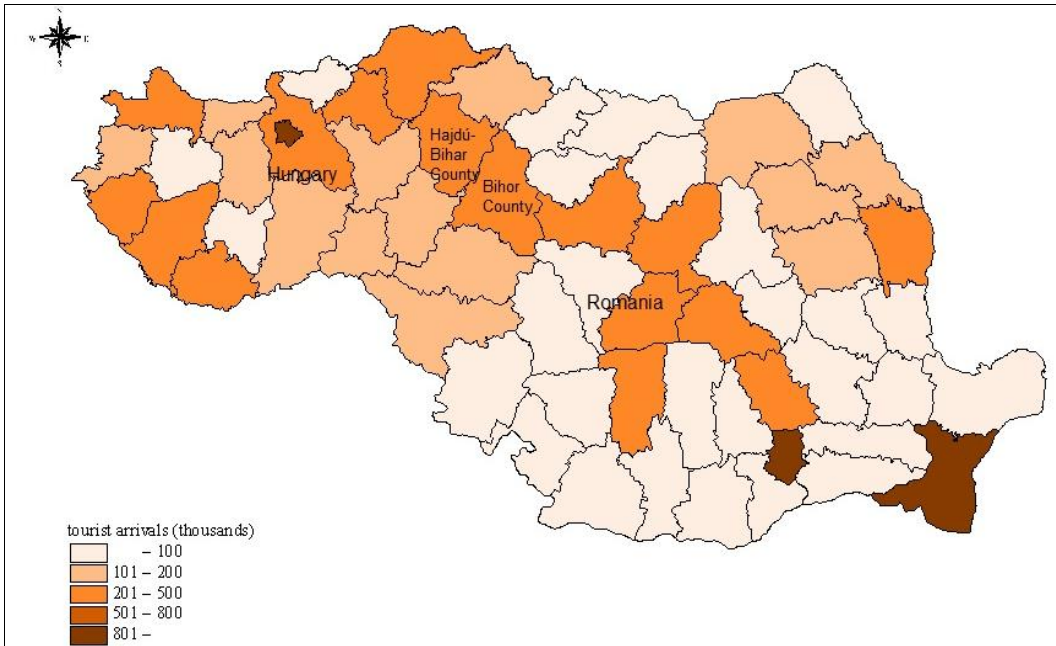 W E
S
Hajdú-
Bihar
County
Hungary
Bihor
County
Romania
tourist arrivals (thousands)
– 100
101 – 200
201 – 500
501 – 800
801 –